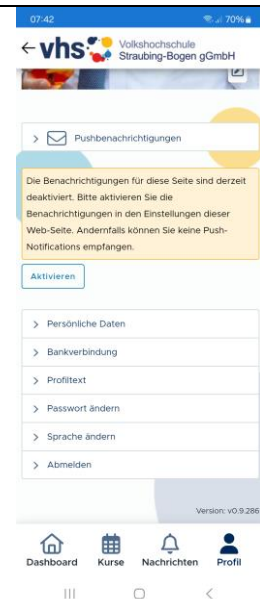 07:42
70%
vhs
Volkshochschule
Straubing-Bogen gGmbH
Pushbenachrichtigungen
Die Benachrichtigungen für diese Seite sind derzeit
deaktiviert. Bitte aktivieren Sie die
Benachrichtigungen in den Einstellungen dieser
Web-Seite. Andernfalls können Sie keine Push-
Notifications empfangen.
Aktivieren
Persönliche Daten
Bankverbindung
Profiltext
Passwort ändern
Sprache ändern
Abmelden
Version: v0.9.286
Dashboard Kurse Nachrichten Profil